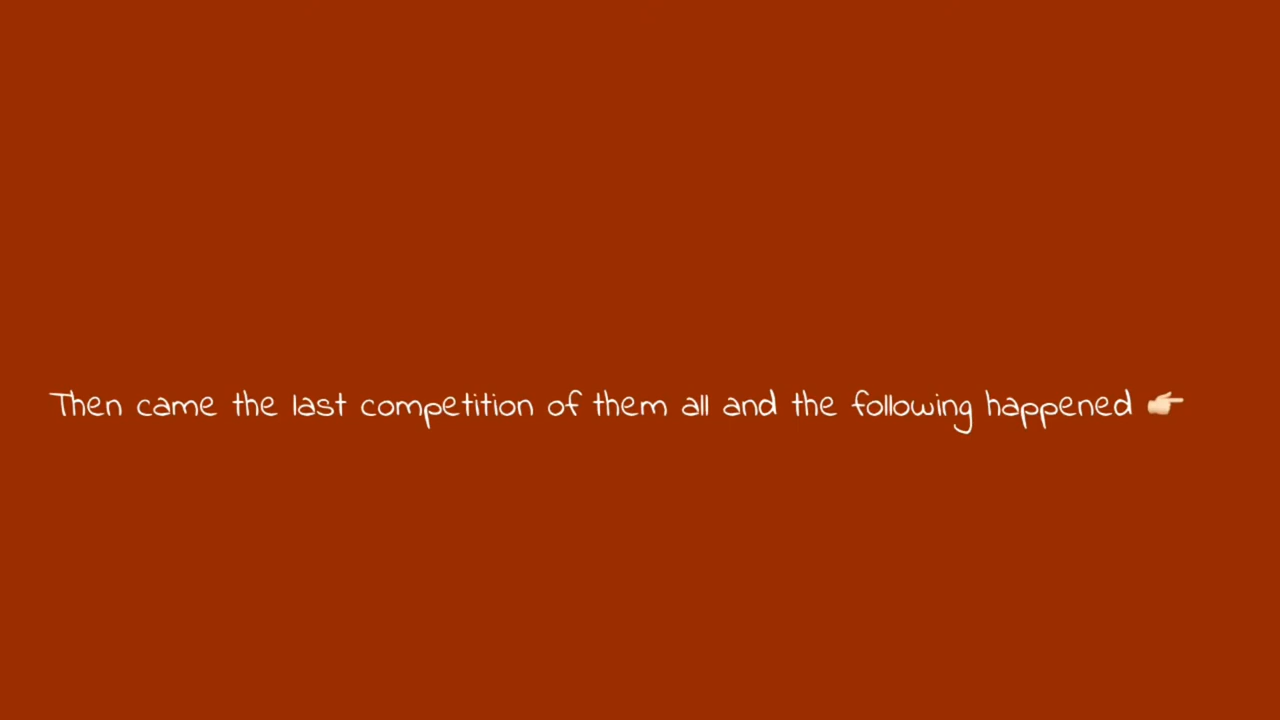 Then came the last competition of them all and the following happened 👉🏼